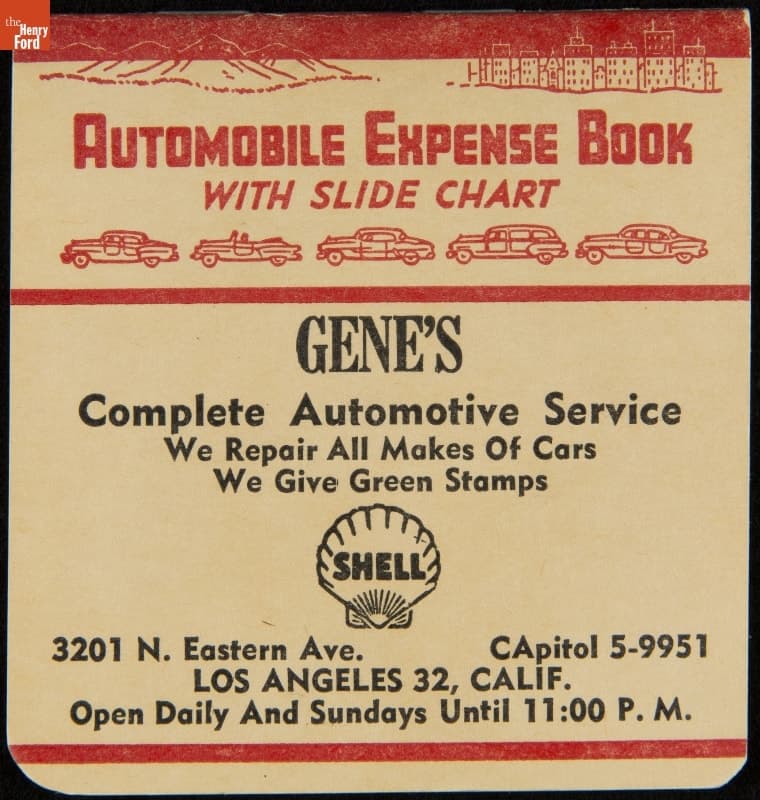 the
Henry
Ford
AUTOMOBILE EXPENSE BOOK
WITH SLIDE CHART
GENE'S
Complete Automotive Service
We Repair All Makes Of Cars
We Give Green Stamps
SHELL
3201 N. Eastern Ave. CApitol 5-9951
LOS ANGELES 32, CALIF.
Open Daily And Sundays Until 11:00 P. M.